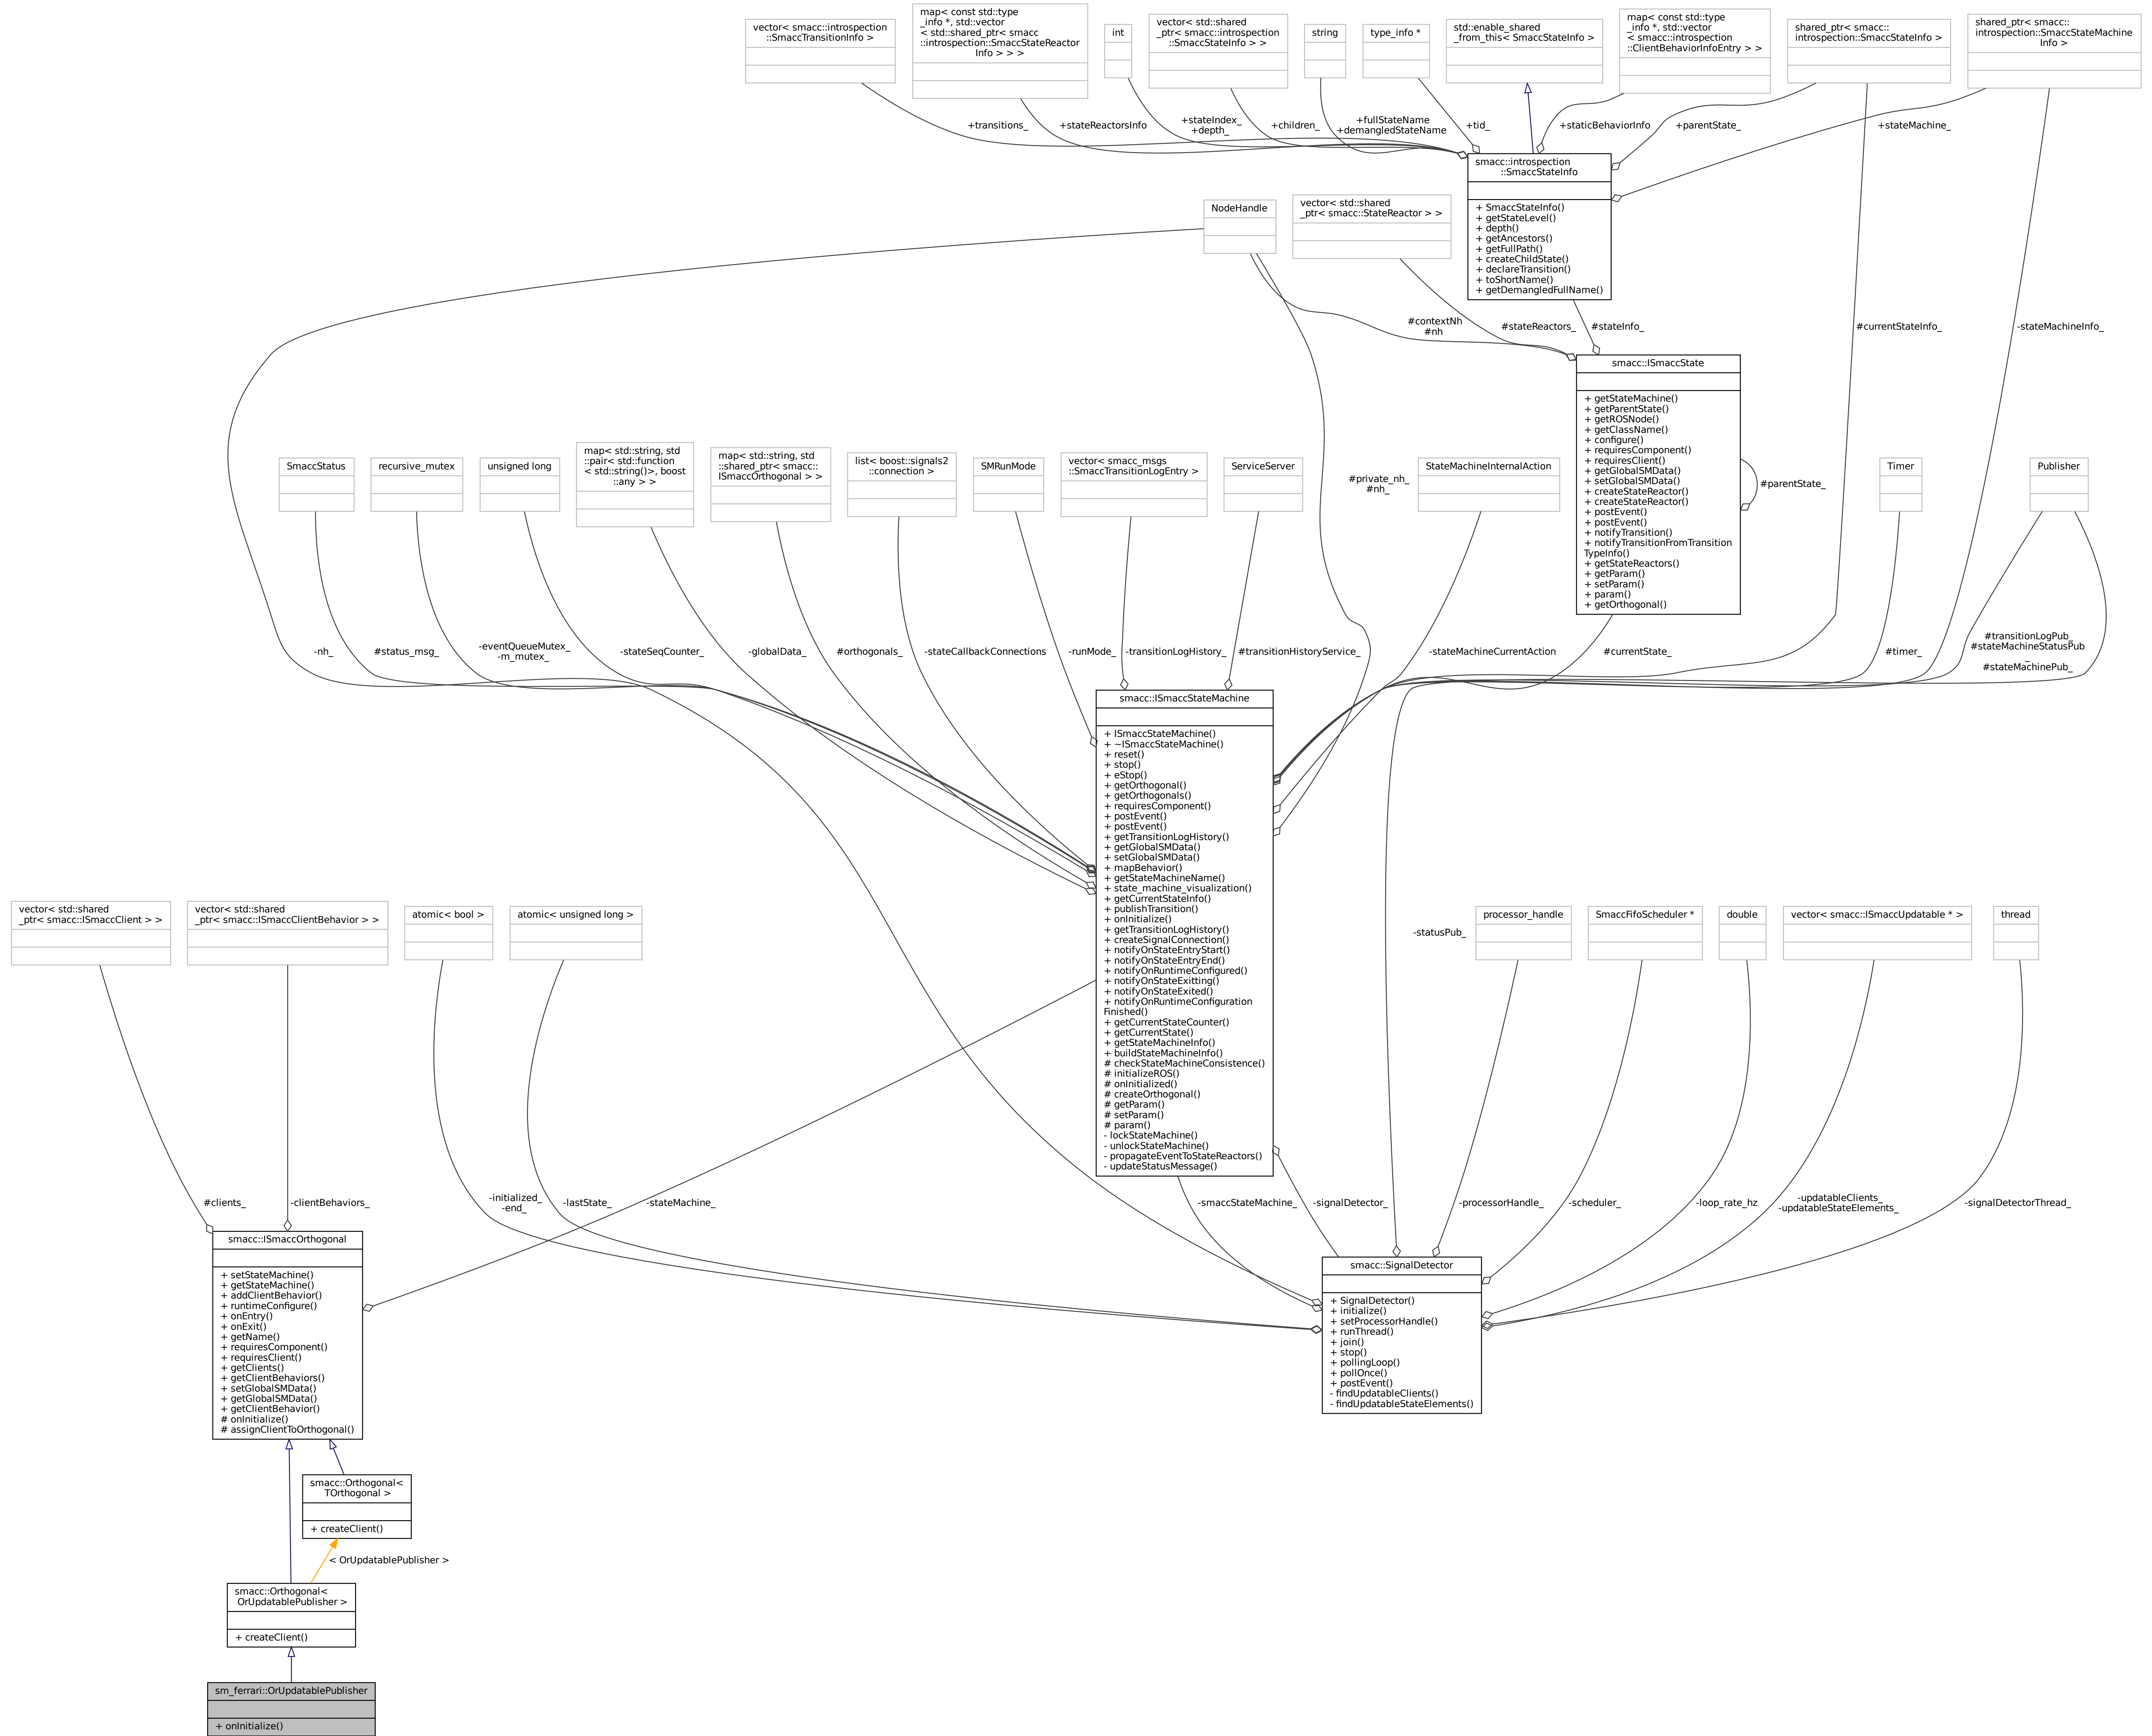 vector< smacc::introspection
::SmaccTransitionInfo >
map< const std::type
_info *, std::vector
< std::shared_ptr< smacc
::introspection::SmaccStateReactor
Info > > >
int
vector< std::shared
_ptr< smacc::introspection
::SmaccStateInfo > >
string
type_info *
std::enable_shared
_from_this< SmaccStateInfo >
map< const std::type
_info *, std::vector
< smacc::introspection
::ClientBehaviorInfoEntry > >
shared_ptr< smacc::
introspection::SmaccStateInfo >
shared_ptr< smacc::
introspection::SmaccStateMachine
Info >
+transitions_
+stateReactorsInfo
+stateIndex_
+depth_
+children_
+fullStateName
+demangledStateName
+tid_
+staticBehaviorInfo
+parentState_
+stateMachine_
smacc::introspection
::SmaccStateInfo
+ SmaccStateInfo()
+ getStateLevel()
+ depth()
+ getAncestors()
+ getFullPath()
+ createChildState()
+ declareTransition()
+ toShortName()
+ getDemangledFullName()
NodeHandle
vector< std::shared
_ptr< smacc::StateReactor > >
#contextNh
#nh
#stateReactors_
#stateInfo_
#currentStateInfo_
-stateMachineInfo_
smacc::ISmaccState
+ getStateMachine()
+ getParentState()
+ getROSNode()
+ getClassName()
+ configure()
+ requiresComponent()
+ requiresClient()
+ getGlobalSMData()
+ setGlobalSMData()
+ createStateReactor()
+ createStateReactor()
+ postEvent()
+ postEvent()
+ notifyTransition()
+ notifyTransitionFromTransition
TypeInfo()
+ getStateReactors()
+ getParam()
+ setParam()
+ param()
+ getOrthogonal()
#parentState_
SmaccStatus
recursive_mutex
unsigned long
map< std::string, std
::pair< std::function
< std::string()>, boost
::any > >
map< std::string, std
::shared_ptr< smacc::
ISmaccOrthogonal > >
list< boost::signals2
::connection >
SMRunMode
vector< smacc_msgs
::SmaccTransitionLogEntry >
ServiceServer
#private_nh_
#nh_
StateMachineInternalAction
Timer
Publisher
-nh_
#status_msg_
-eventQueueMutex_
-m_mutex_
-stateSeqCounter_
-globalData_
#orthogonals_
-stateCallbackConnections
-runMode_
-transitionLogHistory_
#transitionHistoryService_
-stateMachineCurrentAction
#currentState_
#timer_
#transitionLogPub_
#stateMachineStatusPub
_
#stateMachinePub_
smacc::ISmaccStateMachine
+ ISmaccStateMachine()
+ ~ISmaccStateMachine()
+ reset()
+ stop()
+ eStop()
+ getOrthogonal()
+ getOrthogonals()
+ requiresComponent()
+ postEvent()
+ postEvent()
+ getTransitionLogHistory()
+ getGlobalSMData()
+ setGlobalSMData()
+ mapBehavior()
+ getStateMachineName()
+ state_machine_visualization()
+ getCurrentStateInfo()
+ publishTransition()
+ onInitialize()
+ getTransitionLogHistory()
+ createSignalConnection()
+ notifyOnStateEntryStart()
+ notifyOnStateEntryEnd()
+ notifyOnRuntimeConfigured()
+ notifyOnStateExitting()
+ notifyOnStateExited()
+ notifyOnRuntimeConfiguration
Finished()
+ getCurrentStateCounter()
+ getCurrentState()
+ getStateMachineInfo()
+ buildStateMachineInfo()
# checkStateMachineConsistence()
# initializeROS()
# onInitialized()
# createOrthogonal()
# getParam()
# setParam()
# param()
- lockStateMachine()
- unlockStateMachine()
- propagateEventToStateReactors()
- updateStatusMessage()
vector< std::shared
_ptr< smacc::ISmaccClient > >
vector< std::shared
_ptr< smacc::ISmaccClientBehavior > >
atomic< bool >
atomic< unsigned long >
-statusPub_
processor_handle
SmaccFifoScheduler *
double
vector< smacc::ISmaccUpdatable * >
thread
#clients_
-clientBehaviors_
-initialized_
-end_
-lastState_
-stateMachine_
-smaccStateMachine_
-signalDetector_
-processorHandle_
-scheduler_
-loop_rate_hz
-updatableClients_
-updatableStateElements_
-signalDetectorThread_
smacc::ISmaccOrthogonal
+ setStateMachine()
+ getStateMachine()
+ addClientBehavior()
+ runtimeConfigure()
+ onEntry()
+ onExit()
+ getName()
+ requiresComponent()
+ requiresClient()
+ getClients()
+ getClientBehaviors()
+ setGlobalSMData()
+ getGlobalSMData()
+ getClientBehavior()
# onInitialize()
# assignClientToOrthogonal()
smacc::SignalDetector
+ SignalDetector()
+ initialize()
+ setProcessorHandle()
+ runThread()
+ join()
+ stop()
+ pollingLoop()
+ pollOnce()
+ postEvent()
- findUpdatableClients()
- findUpdatableStateElements()
smacc::Orthogonal<
TOrthogonal >
+ createClient()
< OrUpdatablePublisher >
smacc::Orthogonal<
OrUpdatablePublisher >
+ createClient()
sm_ferrari::OrUpdatablePublisher
+ onInitialize()